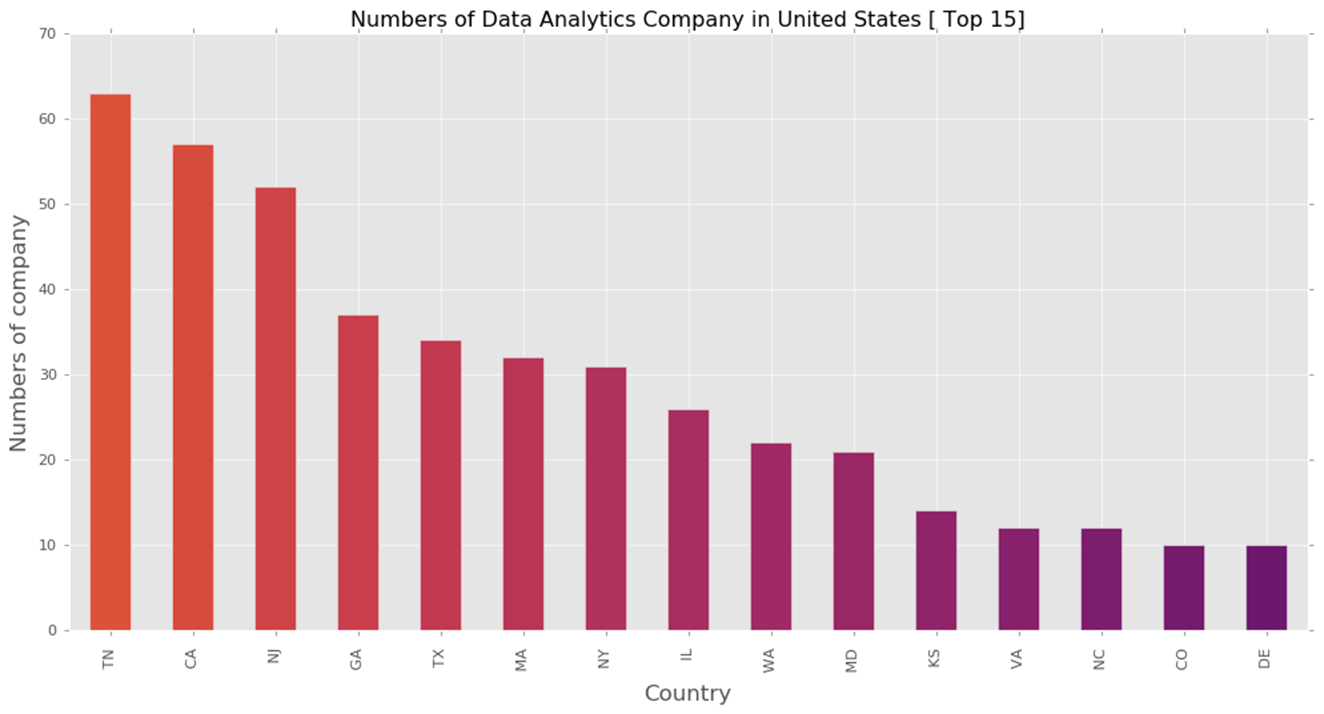 Numbers of Data Analytics Company in United States [ Top 15]
70
60
50
40
30
20
10
0
Numbers of company
TN CA NJ GA TX MA NY IL WA MD KS VA NC CO DE
Country